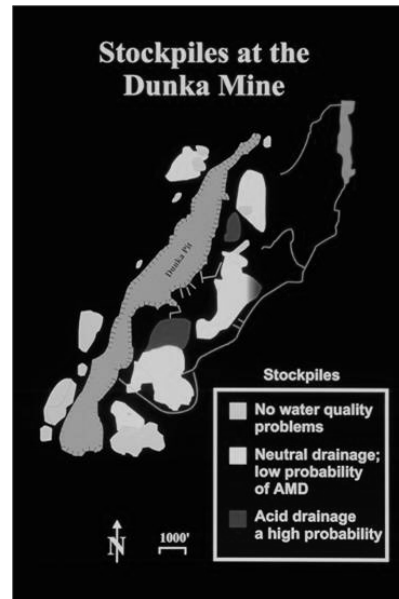 Stockpiles at the
Dunka Mine
Dunka Pit
Stockpiles
No water quality
problems
Neutral drainage;
low probability
of AMD
Acid drainage
a high probability
N
1000'